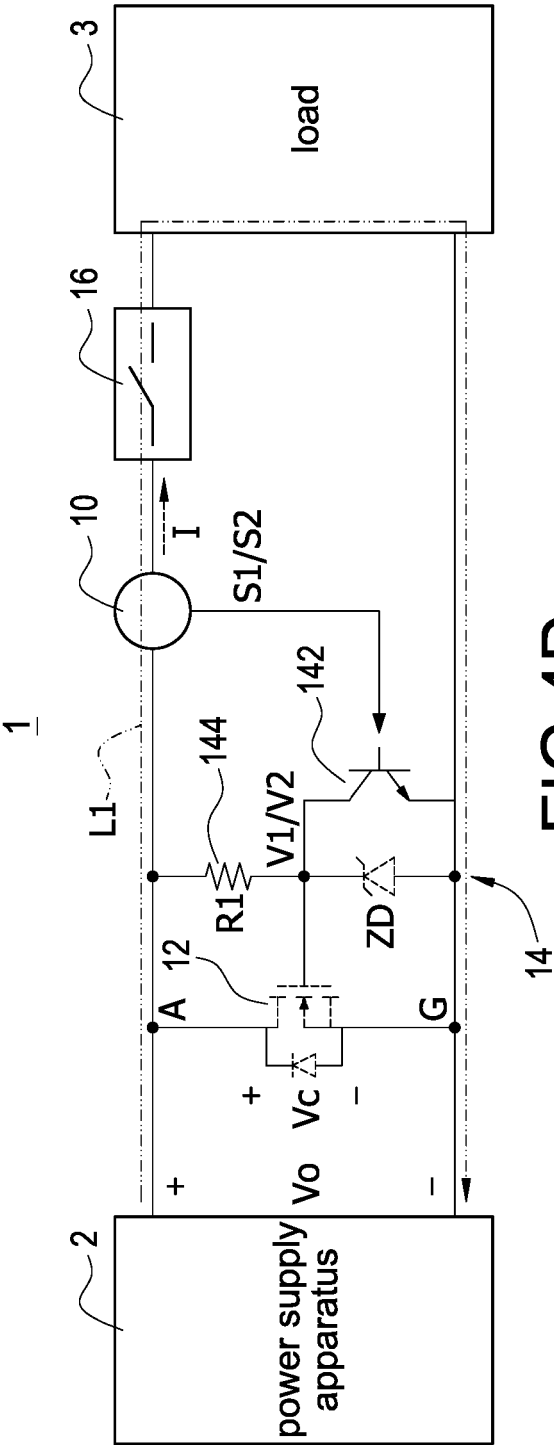 1
2
L1
10
16
3
144
12
A
I
+
+
R1
V1/V2
142
S1/S2
power supply
apparatus
Vo
Vc
load
−
−
ZD
G
14
FIG